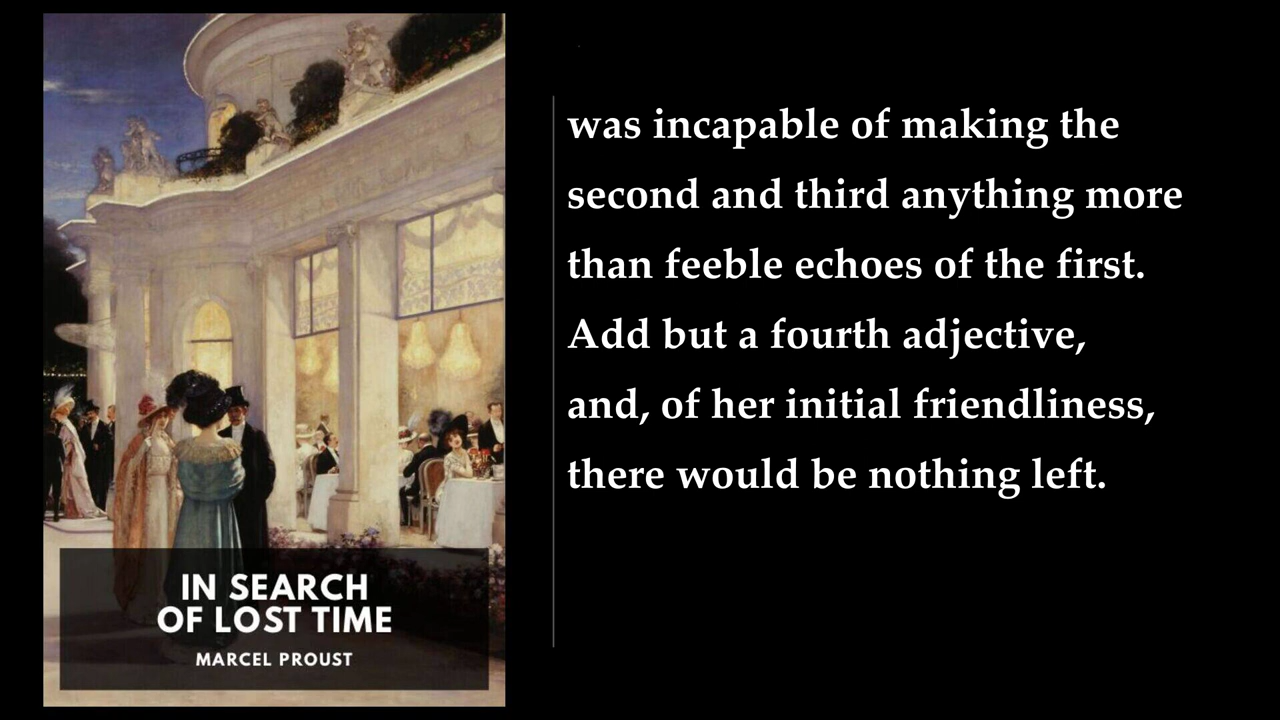 IN SEARCH
OF LOST TIME
MARCEL PROUST
was incapable of making the
second and third anything more
than feeble echoes of the first.
Add but a fourth adjective,
and, of her initial friendliness,
there would be nothing left.